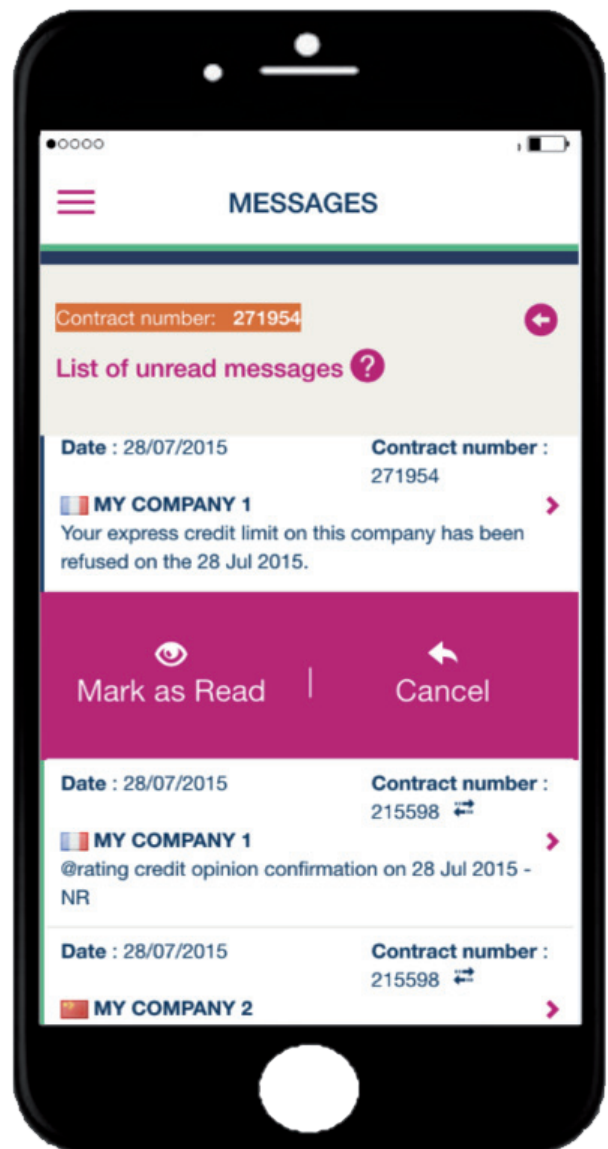 MESSAGES
Contract number: 271954
List of unread messages ?
Date : 28/07/2015 Contract number :
271954
MY COMPANY 1
Your express credit limit on this company has been
refused on the 28 Jul 2015.
Mark as Read | Cancel
Date : 28/07/2015 Contract number :
215598
MY COMPANY 1
@rating credit opinion confirmation on 28 Jul 2015 -
NR
Date : 28/07/2015 Contract number :
215598
MY COMPANY 2